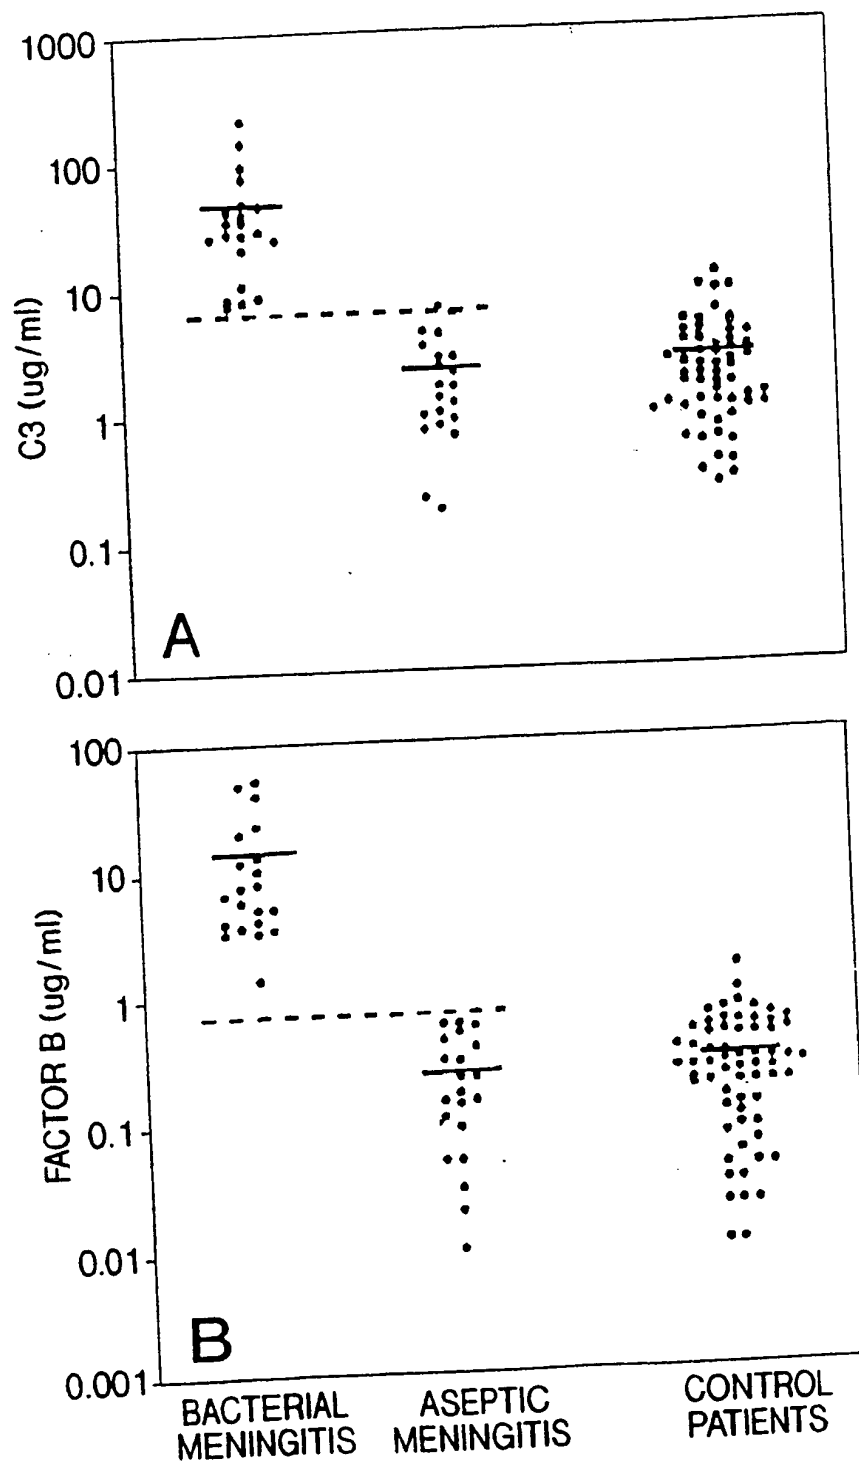 1000
100
10
1
0.1
0.01
C3 (ug/ml)
A
100
10
1
0.1
0.01
0.001
FACTOR B (ug/ml)
B
BACTERIAL
MENINGITIS
ASEPTIC
MENINGITIS
CONTROL
PATIENTS